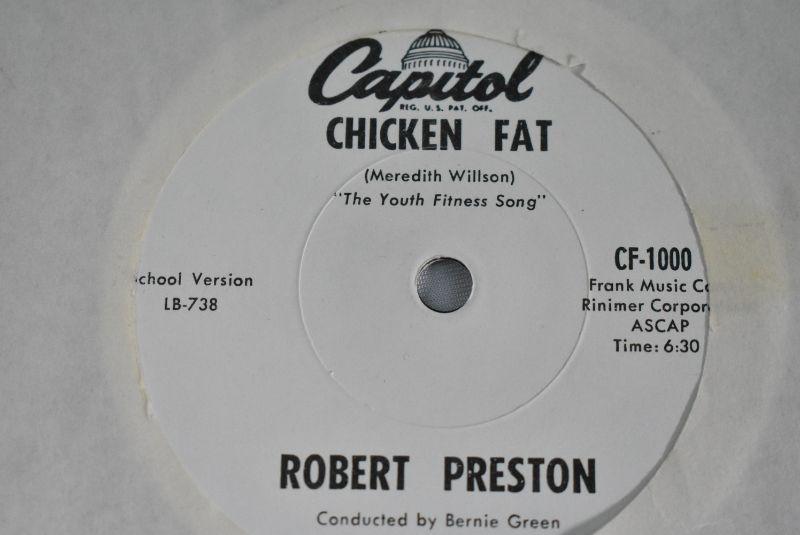 Capitol
REG. U.S. PAT. OFF.
CHICKEN FAT
(Meredith Willson)
"The Youth Fitness Song"
chool Version
LB-738
CF-1000
Frank Music
Rinimer Corpor
ASCAP
Time: 6:30
ROBERT PRESTON
Conducted by Bernie Green